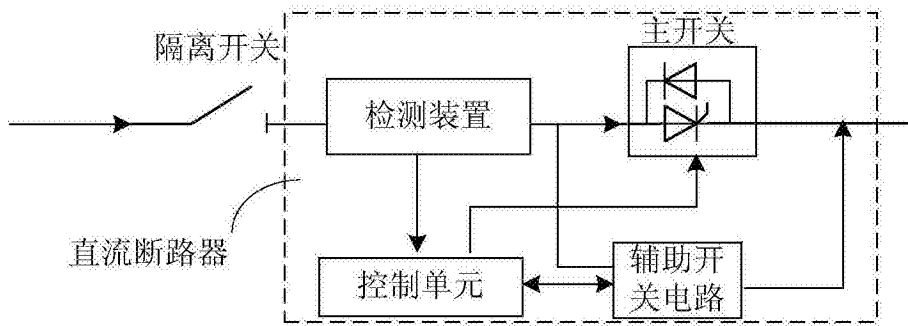 隔离开关
主开关
检测装置
直流断路器
控制单元
辅助开
关电路